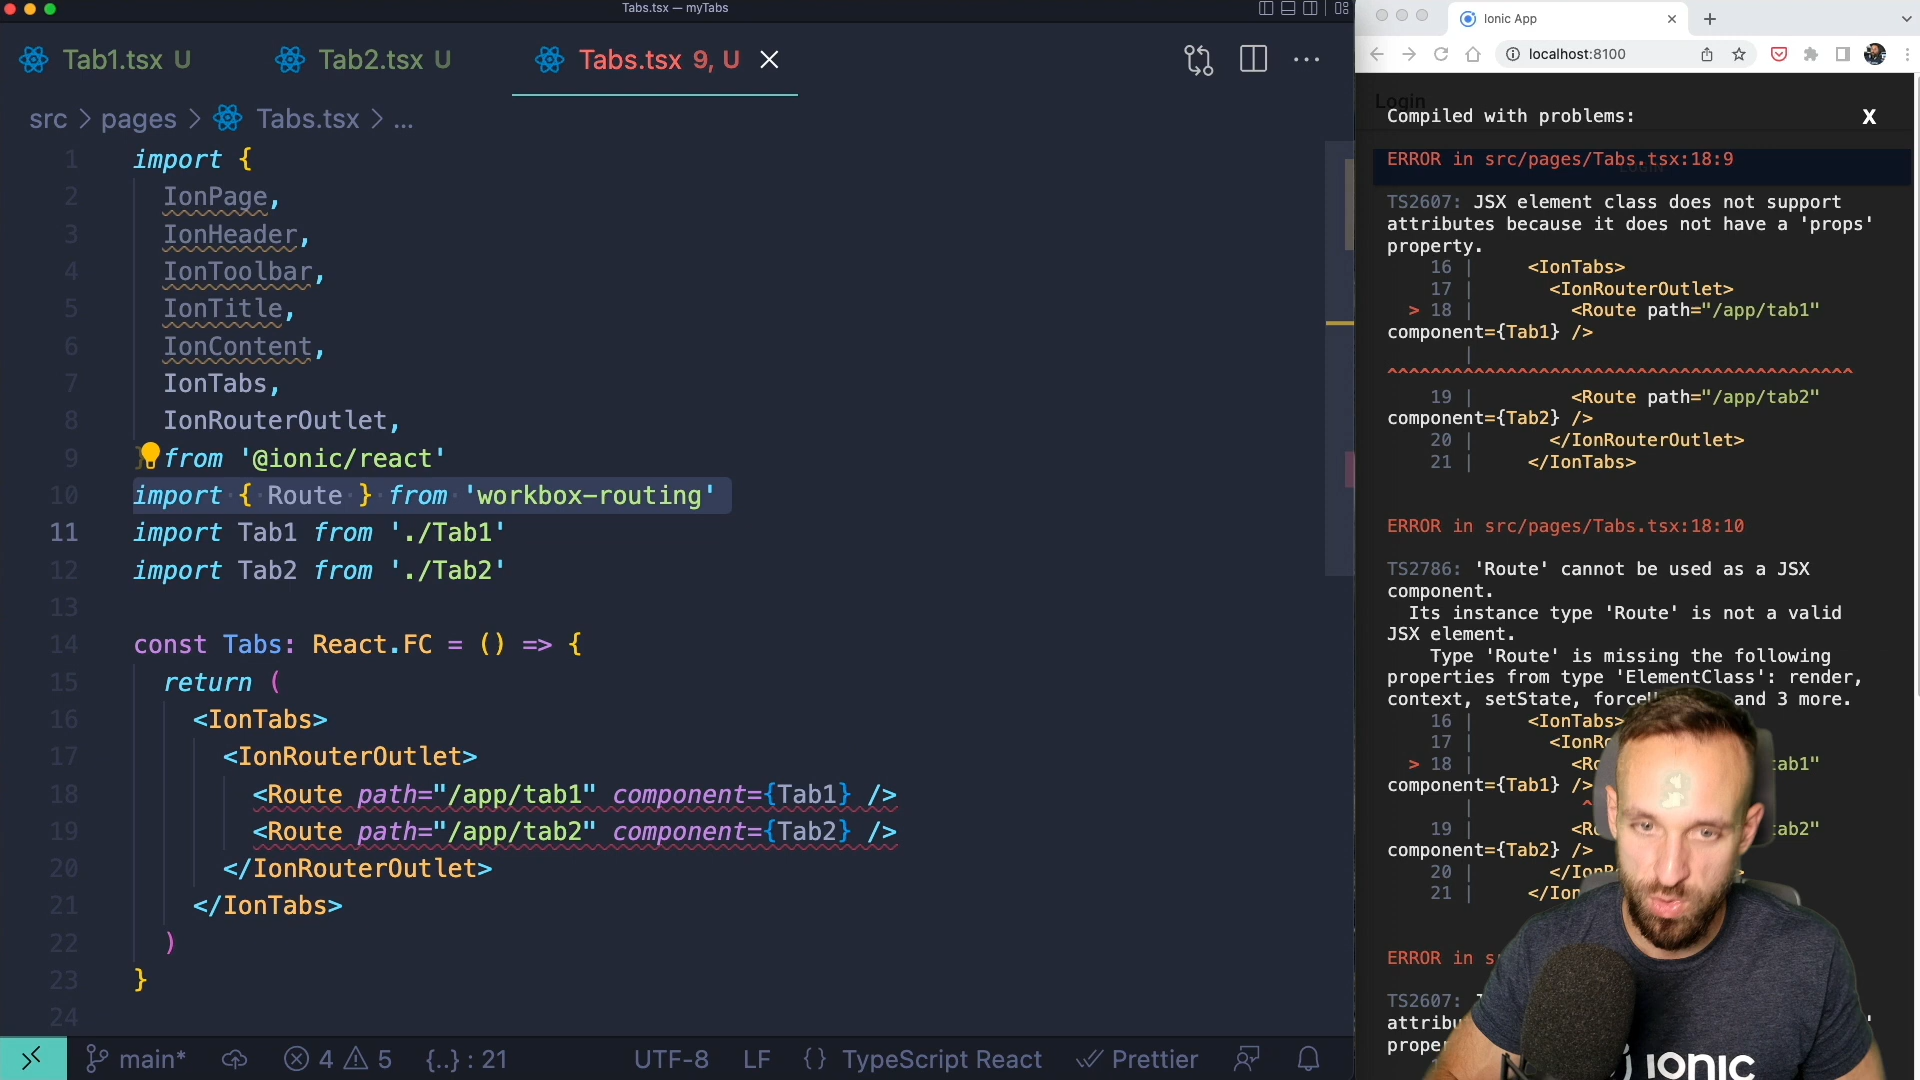 Tabs.tsx — myTabs
Tab1.tsx U
Tab2.tsx U
Tabs.tsx 9, U
src > pages > Tabs.tsx > ...
1 import {
2 IonPage,
3 IonHeader,
4 IonToolbar,
5 IonTitle,
6 IonContent,
7 IonTabs,
8 IonRouterOutlet,
9 } from '@ionic/react'
10 import { Route } from 'workbox-routing'
11 import Tab1 from './Tab1'
12 import Tab2 from './Tab2'
13
14 const Tabs: React.FC = () => {
15 return (
16 <IonTabs>
17 <IonRouterOutlet>
18 <Route path="/app/tab1" component={Tab1} />
19 <Route path="/app/tab2" component={Tab2} />
20 </IonRouterOutlet>
21 </IonTabs>
22 )
23 }
24
main* 4 5 {..} : 21 UTF-8 LF {} TypeScript React Prettier
Ionic App
localhost:8100
Login
Compiled with problems:
X
ERROR in src/pages/Tabs.tsx:18:9
Login
TS2607: JSX element class does not support
attributes because it does not have a 'props'
property.
16 | <IonTabs>
17 | <IonRouterOutlet>
> 18 | <Route path="/app/tab1"
component={Tab1} />
|
^^^^^^^^^^^^^^^^^^^^^^^^^^^^^^^^^^^^^^^^^^^
19 | <Route path="/app/tab2"
component={Tab2} />
20 | </IonRouterOutlet>
21 | </IonTabs>
ERROR in src/pages/Tabs.tsx:18:10
TS2786: 'Route' cannot be used as a JSX
component.
Its instance type 'Route' is not a valid
JSX element.
Type 'Route' is missing the following
properties from type 'ElementClass': render,
context, setState, and 3 more.
16 | <IonTabs>
17 |
> 18 | tab1"
component={Tab1} />
| ^
19 | tab2"
component={Tab2} />
20 |
21 |
ERROR in
TS2607:
ionic